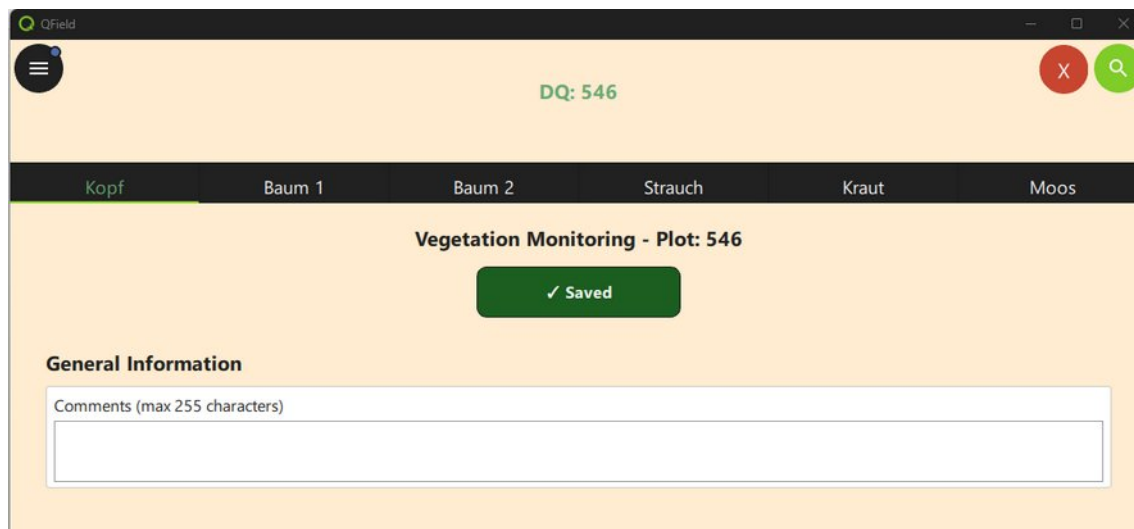 QField
X
DQ: 546
Kopf Baum 1 Baum 2 Strauch Kraut Moos
Vegetation Monitoring - Plot: 546
✓ Saved
General Information
Comments (max 255 characters)